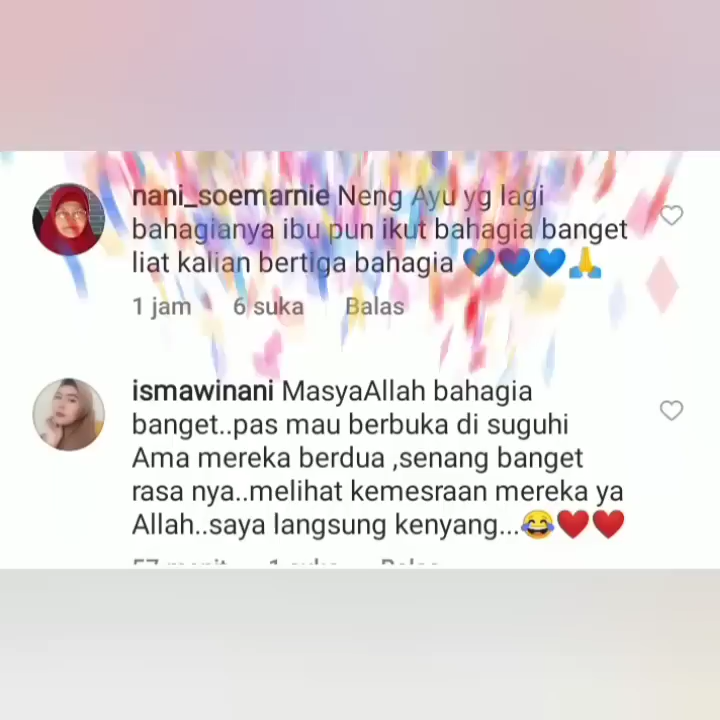 nani_soemarnie Neng Ayu yg lagi
bahagianya ibu pun ikut bahagia banget
liat kalian bertiga bahagia 💙💙💙🙏
1 jam 6 suka Balas
ismawinani MasyaAllah bahagia
banget..pas mau berbuka di suguhi
Ama mereka berdua ,senang banget
rasa nya..melihat kemesraan mereka ya
Allah..saya langsung kenyang...😂❤️❤️